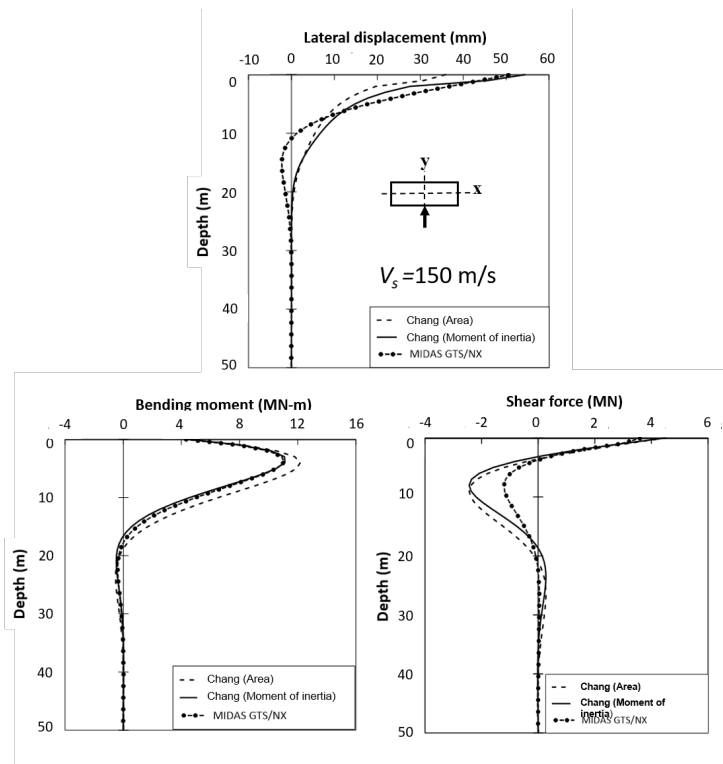 Lateral displacement (mm)
-10 0 10 20 30 40 50 60
0
10
20
30
40
50
Depth (m)
y
x
Vs =150 m/s
Chang (Area)
Chang (Moment of inertia)
MIDAS GTS/NX
Bending moment (MN-m)
-4 0 4 8 12 16
0
10
20
30
40
50
Depth (m)
Chang (Area)
Chang (Moment of inertia)
MIDAS GTS/NX
Shear force (MN)
-4 -2 0 2 4 6
0
10
20
30
40
50
Depth (m)
Chang (Area)
Chang (Moment of
inertia)
MIDAS GTS/NX